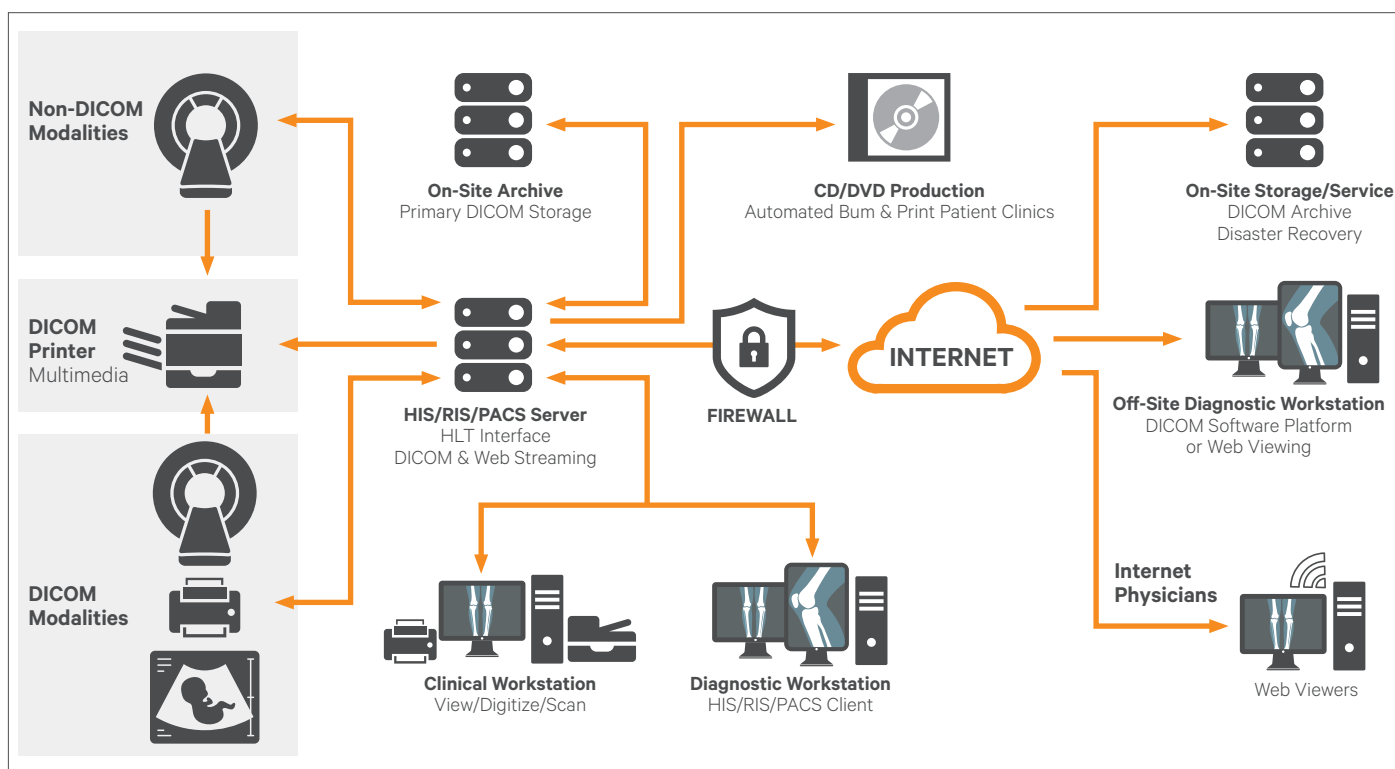 Non-DICOM
Modalities
On-Site Archive
Primary DICOM Storage
CD/DVD Production
Automated Bum & Print Patient Clinics
On-Site Storage/Service
DICOM Archive
Disaster Recovery
DICOM
Printer
Multimedia
HIS/RIS/PACS Server
HLT Interface
DICOM & Web Streaming
FIREWALL
INTERNET
Off-Site Diagnostic Workstation
DICOM Software Platform
or Web Viewing
DICOM
Modalities
Clinical Workstation
View/Digitize/Scan
Diagnostic Workstation
HIS/RIS/PACS Client
Internet
Physicians
Web Viewers